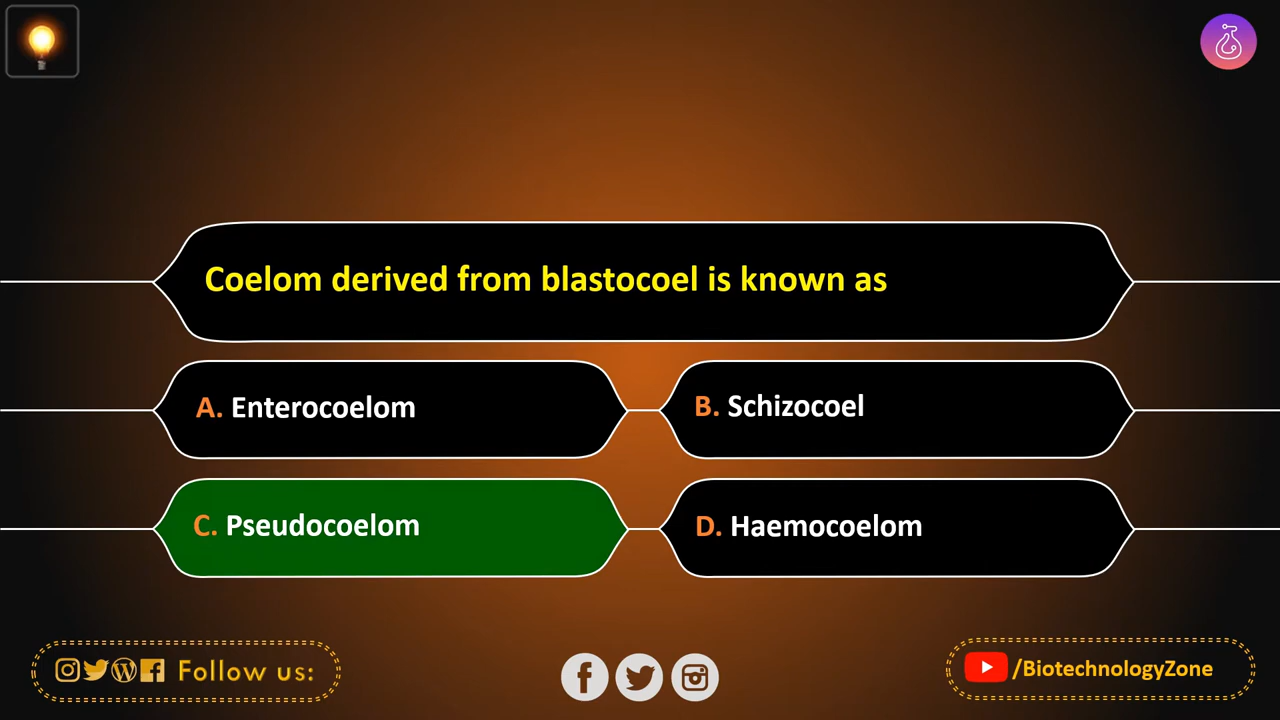 Coelom derived from blastocoel is known as
A. Enterocoelom
B. Schizocoel
C. Pseudocoelom
D. Haemocoelom
Follow us:
/BiotechnologyZone